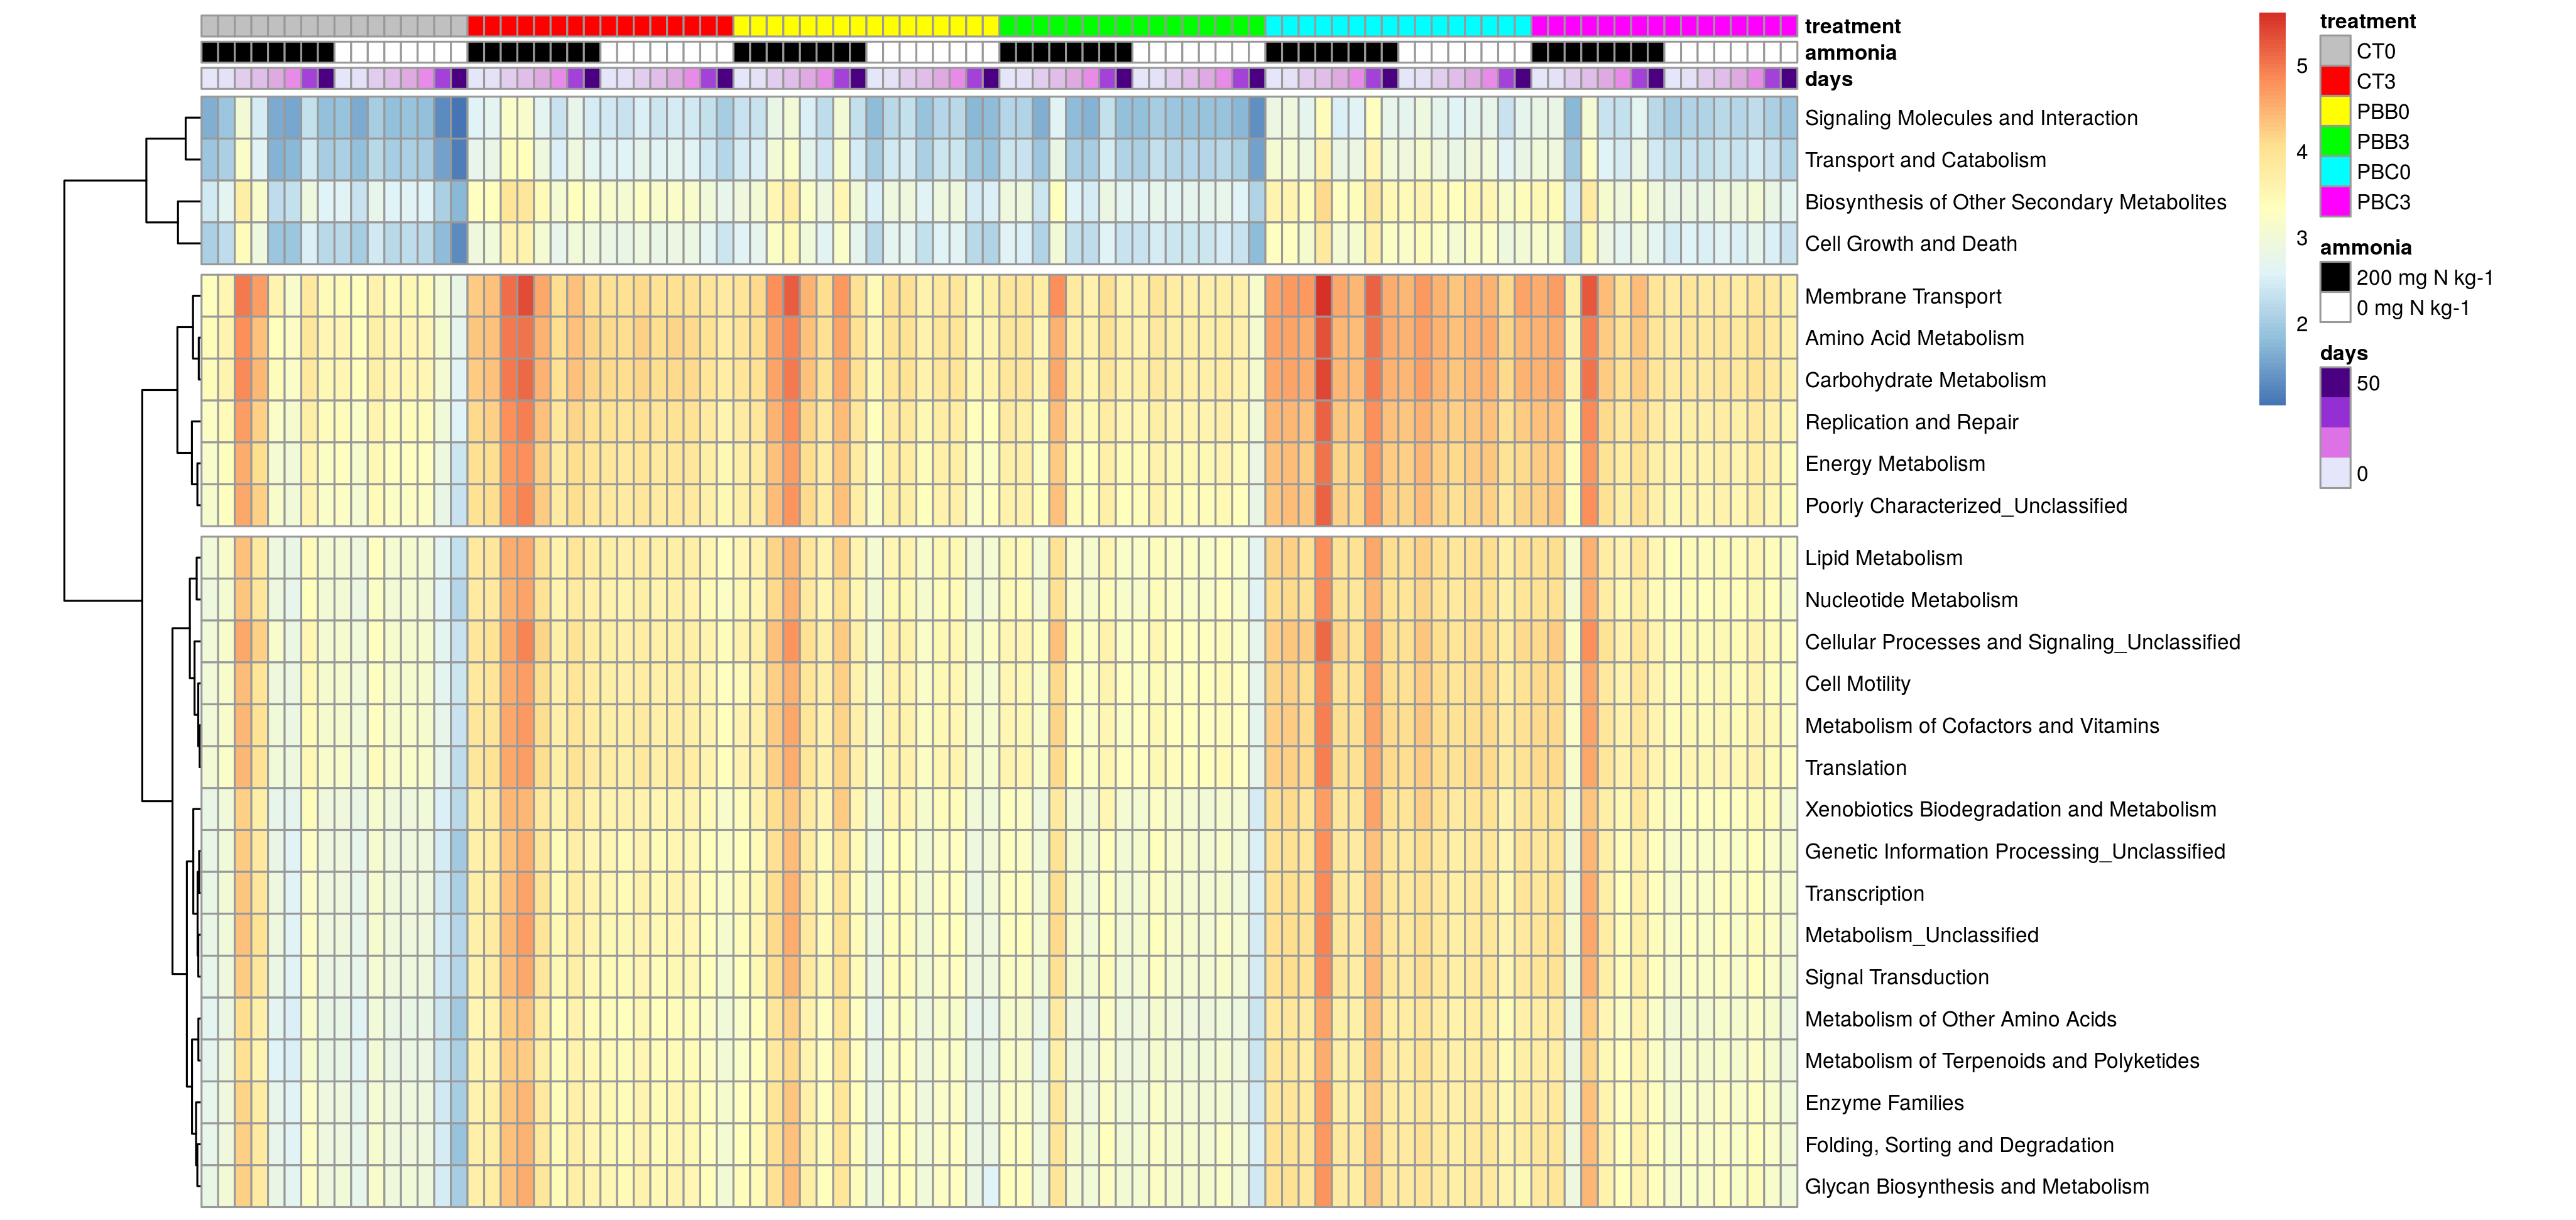 treatment
ammonia
days
Signaling Molecules and Interaction
Transport and Catabolism
Biosynthesis of Other Secondary Metabolites
Cell Growth and Death
Membrane Transport
Amino Acid Metabolism
Carbohydrate Metabolism
Replication and Repair
Energy Metabolism
Poorly Characterized_Unclassified
Lipid Metabolism
Nucleotide Metabolism
Cellular Processes and Signaling_Unclassified
Cell Motility
Metabolism of Cofactors and Vitamins
Translation
Xenobiotics Biodegradation and Metabolism
Genetic Information Processing_Unclassified
Transcription
Metabolism_Unclassified
Signal Transduction
Metabolism of Other Amino Acids
Metabolism of Terpenoids and Polyketides
Enzyme Families
Folding, Sorting and Degradation
Glycan Biosynthesis and Metabolism
5
4
3
2
treatment
CT0
CT3
PBB0
PBB3
PBC0
PBC3
ammonia
200 mg N kg-1
0 mg N kg-1
days
50
0